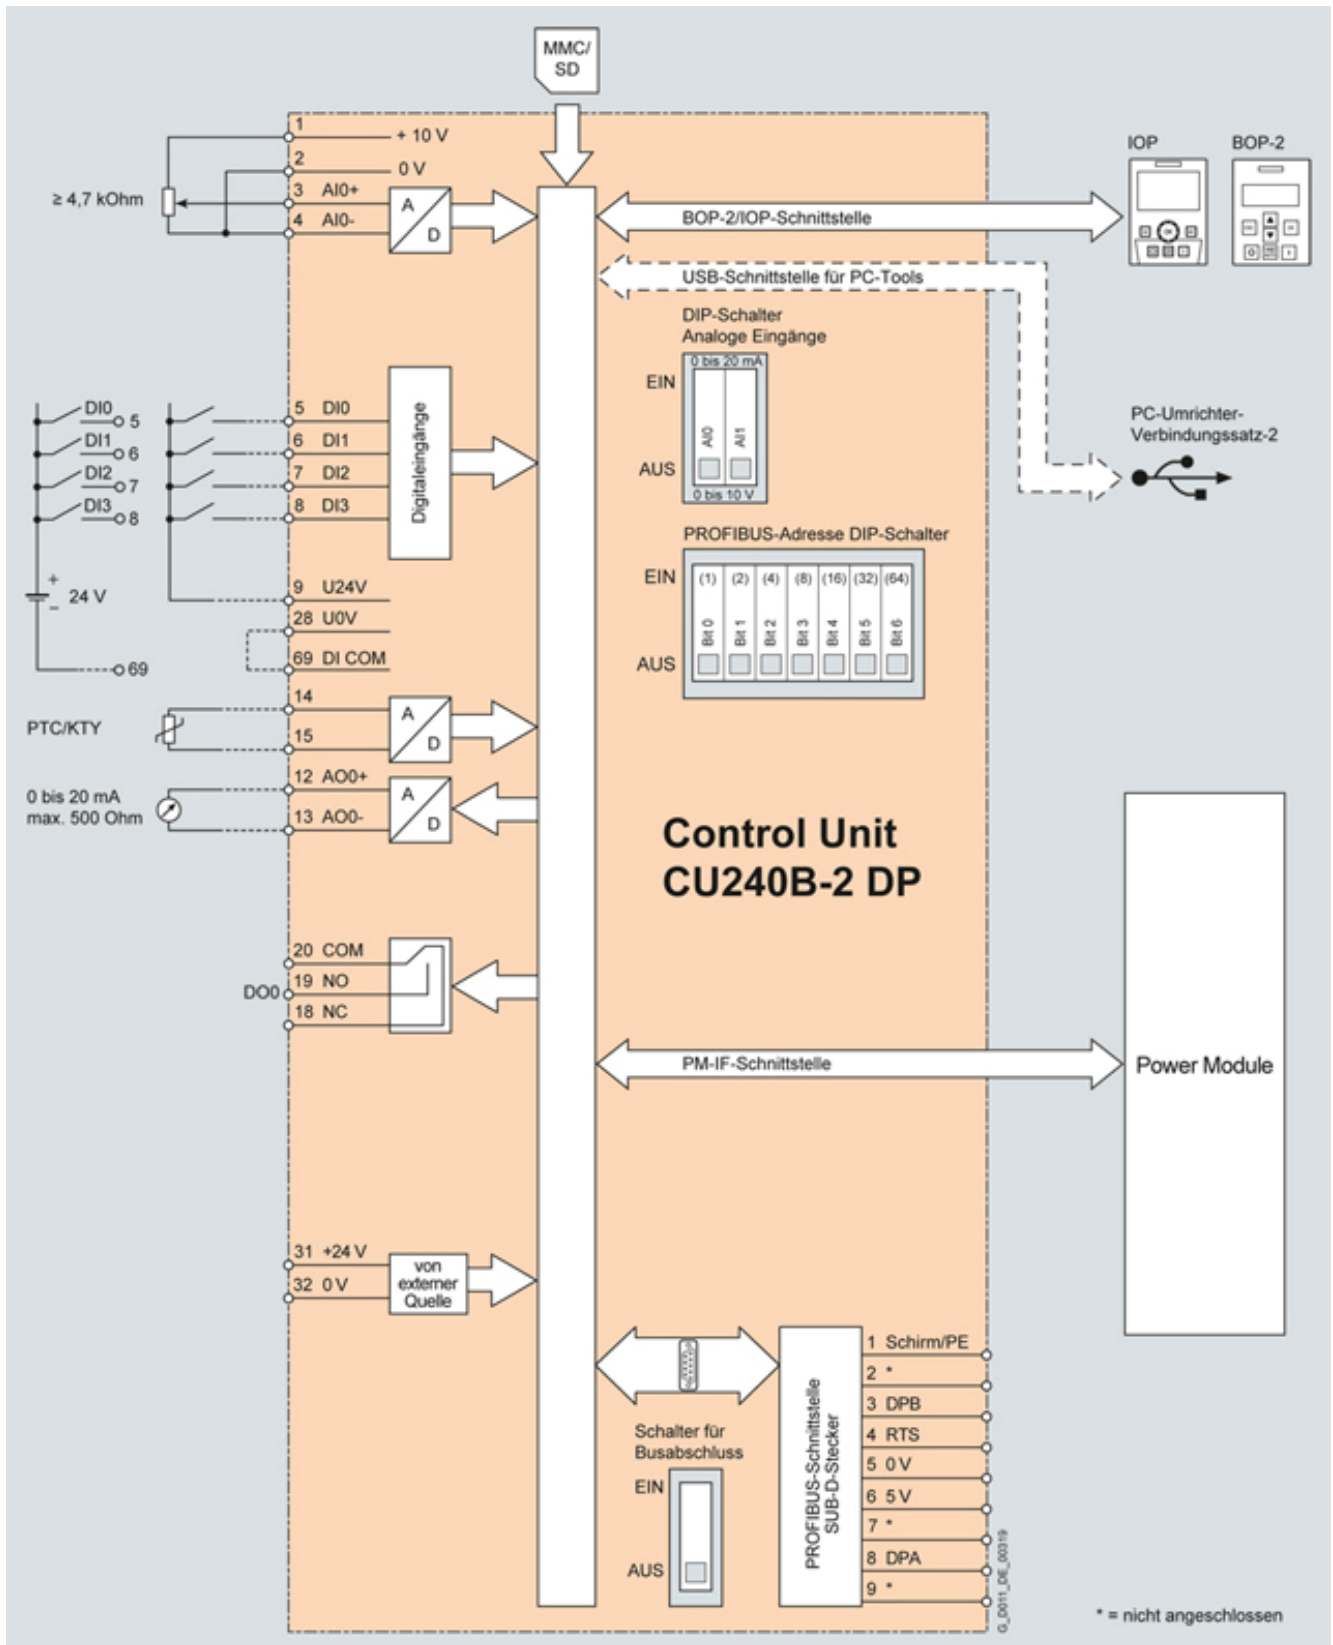 MMC/
SD
1
+ 10 V
2
0 V
3 AI0+
4 AI0-
≥ 4,7 kOhm
A
D
IOP
BOP-2
BOP-2/IOP-Schnittstelle
USB-Schnittstelle für PC-Tools
DIP-Schalter
Analoge Eingänge
0 bis 20 mA
EIN
AI0
AI1
AUS
0 bis 10 V
PC-Umrichter-
Verbindungssatz-2
DI0 5
DI1 6
DI2 7
DI3 8
5 DI0
6 DI1
7 DI2
8 DI3
Digitaleingänge
PROFIBUS-Adresse DIP-Schalter
EIN
(1) (2) (4) (8) (16) (32) (64)
Bit 0
Bit 1
Bit 2
Bit 3
Bit 4
Bit 5
Bit 6
AUS
+
24 V
–
69
9 U24V
28 U0V
69 DI COM
14
15
PTC/KTY
A
D
12 AO0+
13 AO0-
0 bis 20 mA
max. 500 Ohm
A
D
Control Unit
CU240B-2 DP
20 COM
19 NO
18 NC
DO0
PM-IF-Schnittstelle
Power Module
31 +24 V
32 0 V
von
externer
Quelle
Schalter für
Busabschluss
EIN
AUS
PROFIBUS-Schnittstelle
SUB-D-Stecker
1 Schirm/PE
2 *
3 DPB
4 RTS
5 0 V
6 5 V
7 *
8 DPA
9 *
G_D011_DE_00319
* = nicht angeschlossen